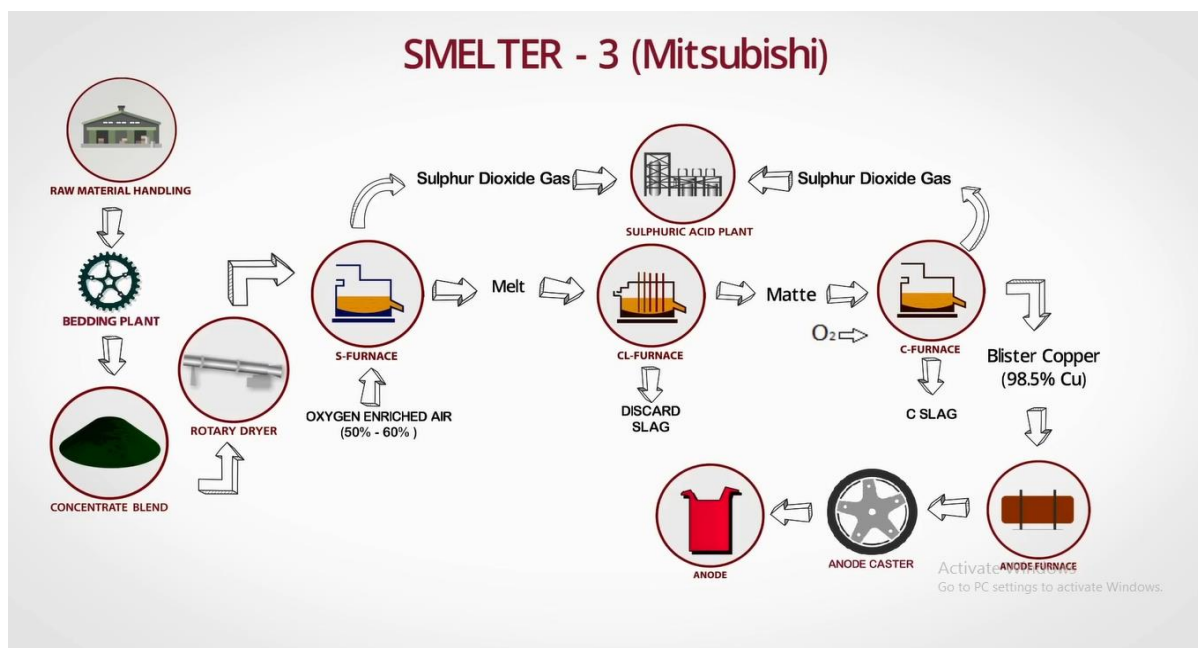 SMELTER - 3 (Mitsubishi)
RAW MATERIAL HANDLING
BEDDING PLANT
CONCENTRATE BLEND
ROTARY DRYER
S-FURNACE
OXYGEN ENRICHED AIR
(50% - 60% )
Sulphur Dioxide Gas
SULPHURIC ACID PLANT
Sulphur Dioxide Gas
Melt
CL-FURNACE
DISCARD
SLAG
Matte
O₂
C-FURNACE
C SLAG
Blister Copper
(98.5% Cu)
ANODE FURNACE
ANODE CASTER
ANODE
Activate Windows
Go to PC settings to activate Windows.